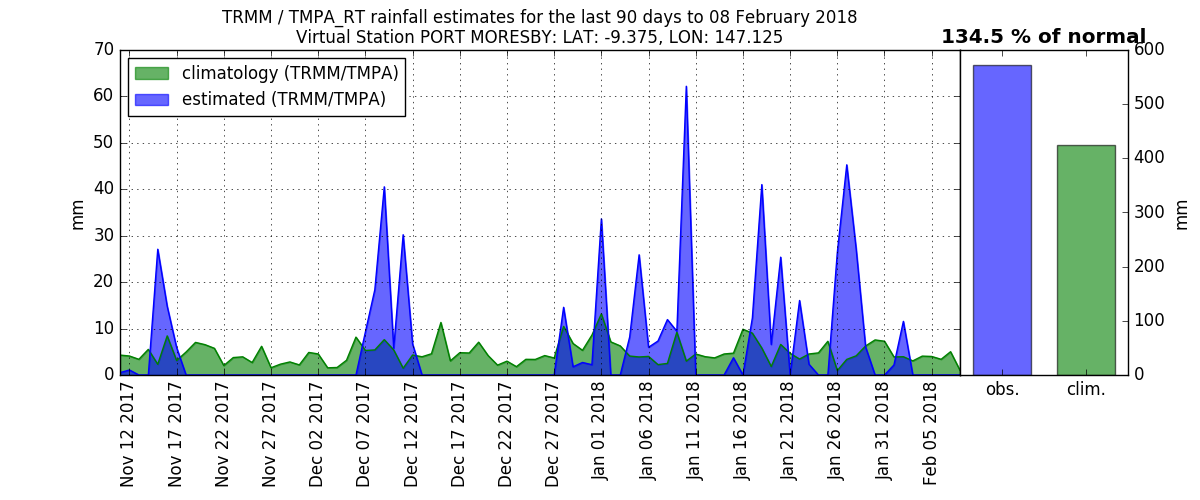 TRMM / TMPA_RT rainfall estimates for the last 90 days to 08 February 2018
Virtual Station PORT MORESBY: LAT: -9.375, LON: 147.125
134.5 % of normal
climatology (TRMM/TMPA)
estimated (TRMM/TMPA)
mm
70
60
50
40
30
20
10
0
Nov 12 2017
Nov 17 2017
Nov 22 2017
Nov 27 2017
Dec 02 2017
Dec 07 2017
Dec 12 2017
Dec 17 2017
Dec 22 2017
Dec 27 2017
Jan 01 2018
Jan 06 2018
Jan 11 2018
Jan 16 2018
Jan 21 2018
Jan 26 2018
Jan 31 2018
Feb 05 2018
obs.
clim.
600
500
400
300
200
100
0
mm